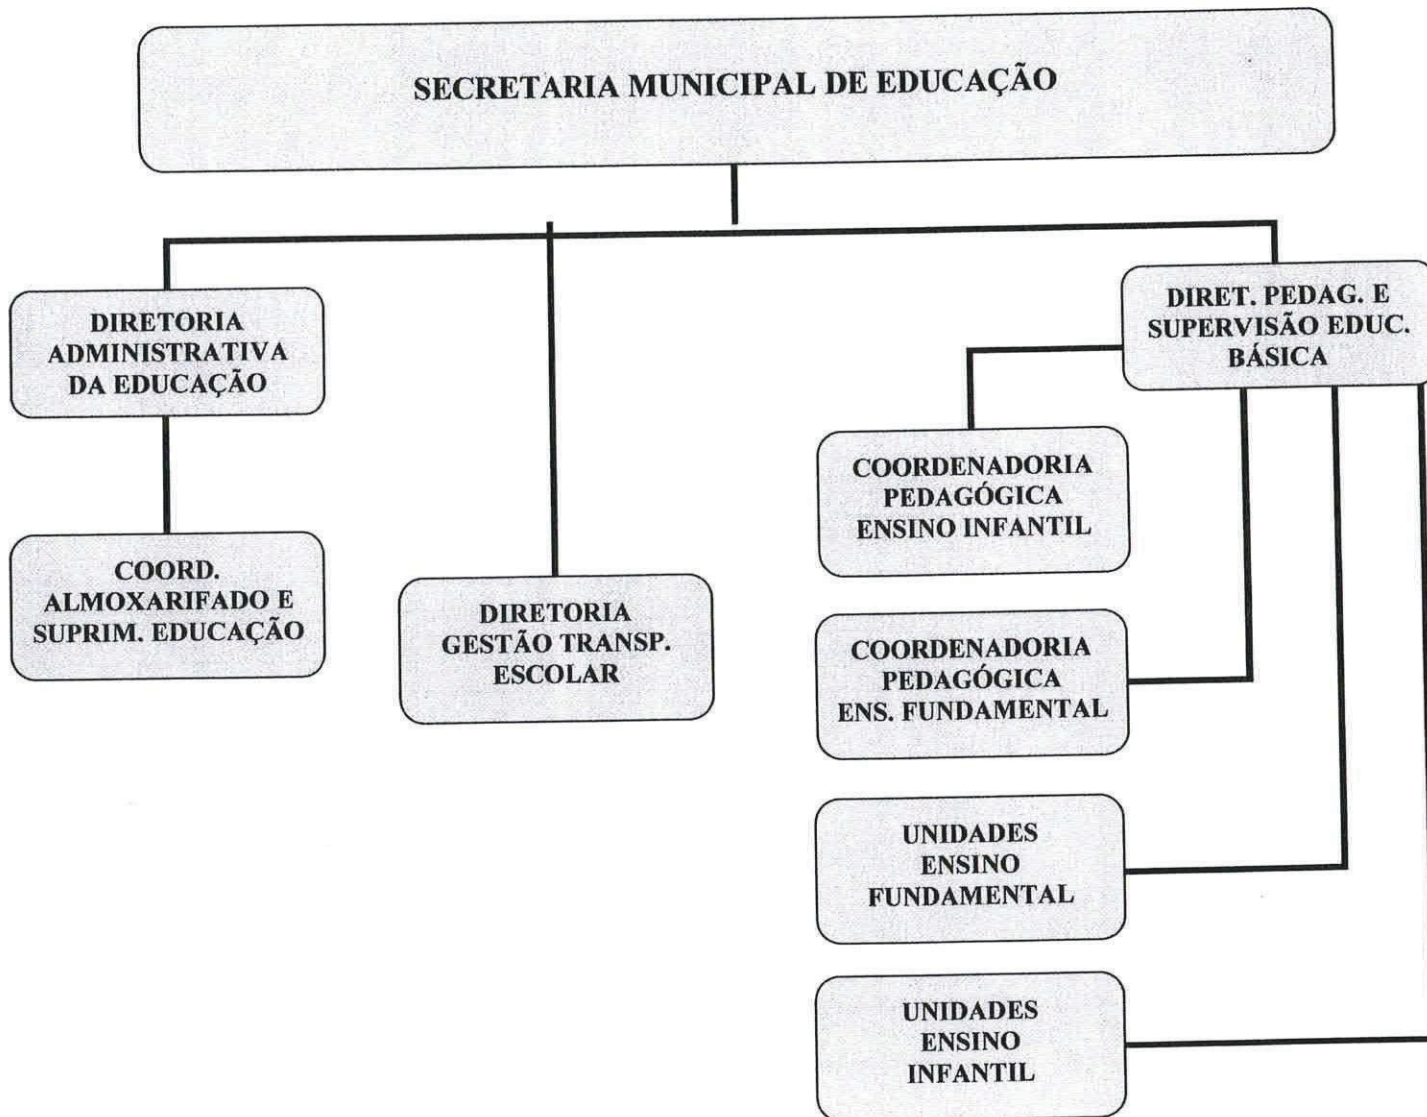 SECRETARIA MUNICIPAL DE EDUCAÇÃO
DIRETORIA
ADMINISTRATIVA
DA EDUCAÇÃO
COORD.
ALMOXARIFADO E
SUPRIM. EDUCAÇÃO
DIRETORIA
GESTÃO TRANSP.
ESCOLAR
DIRET. PEDAG. E
SUPERVISÃO EDUC.
BÁSICA
COORDENADORIA
PEDAGÓGICA
ENSINO INFANTIL
COORDENADORIA
PEDAGÓGICA
ENS. FUNDAMENTAL
UNIDADES
ENSINO
FUNDAMENTAL
UNIDADES
ENSINO
INFANTIL